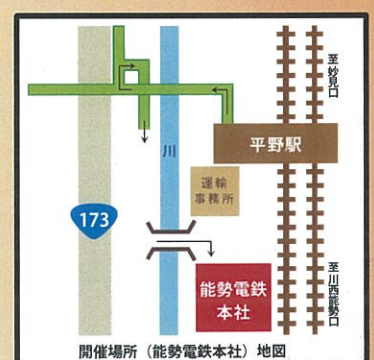 至妙見口
平野駅
川
運輸
事務所
173
能勢電鉄
本社
至川西能勢口
開催場所（能勢電鉄本社）地図